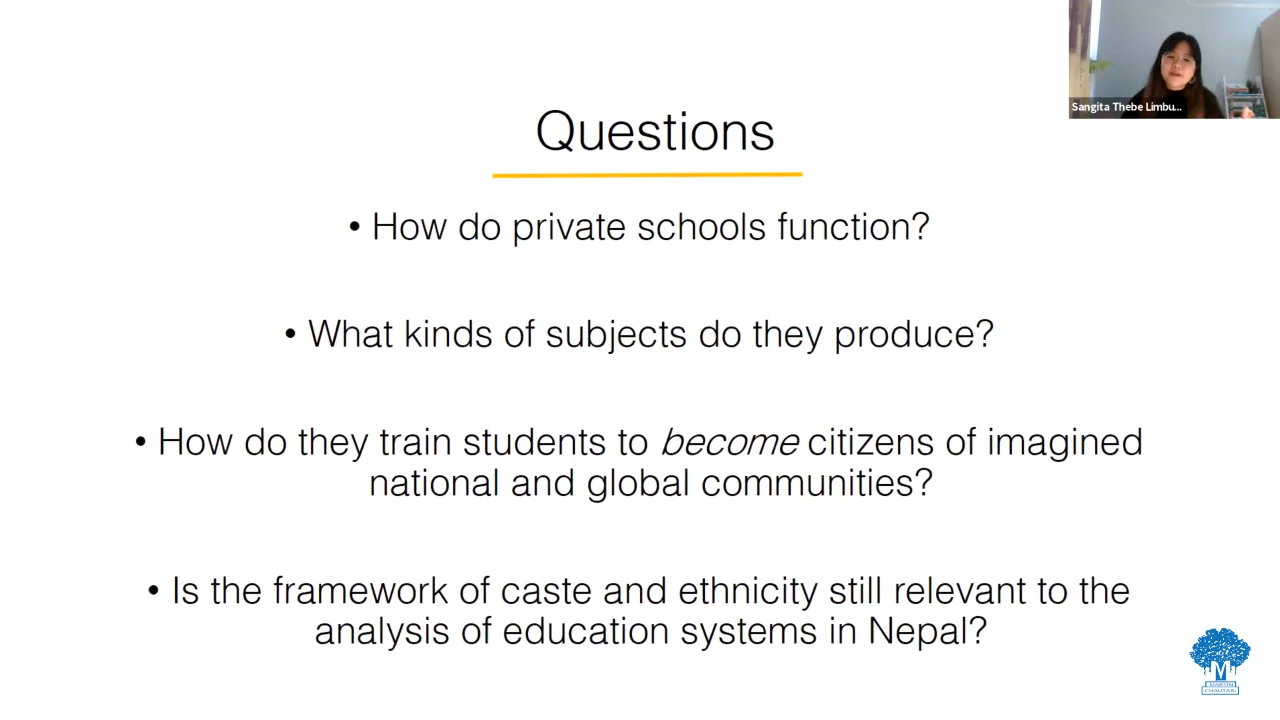 Sangita Thebe Limbu...
Questions
• How do private schools function?
• What kinds of subjects do they produce?
• How do they train students to become citizens of imagined
national and global communities?
• Is the framework of caste and ethnicity still relevant to the
analysis of education systems in Nepal?
M
MARTIN
CHAUTARI